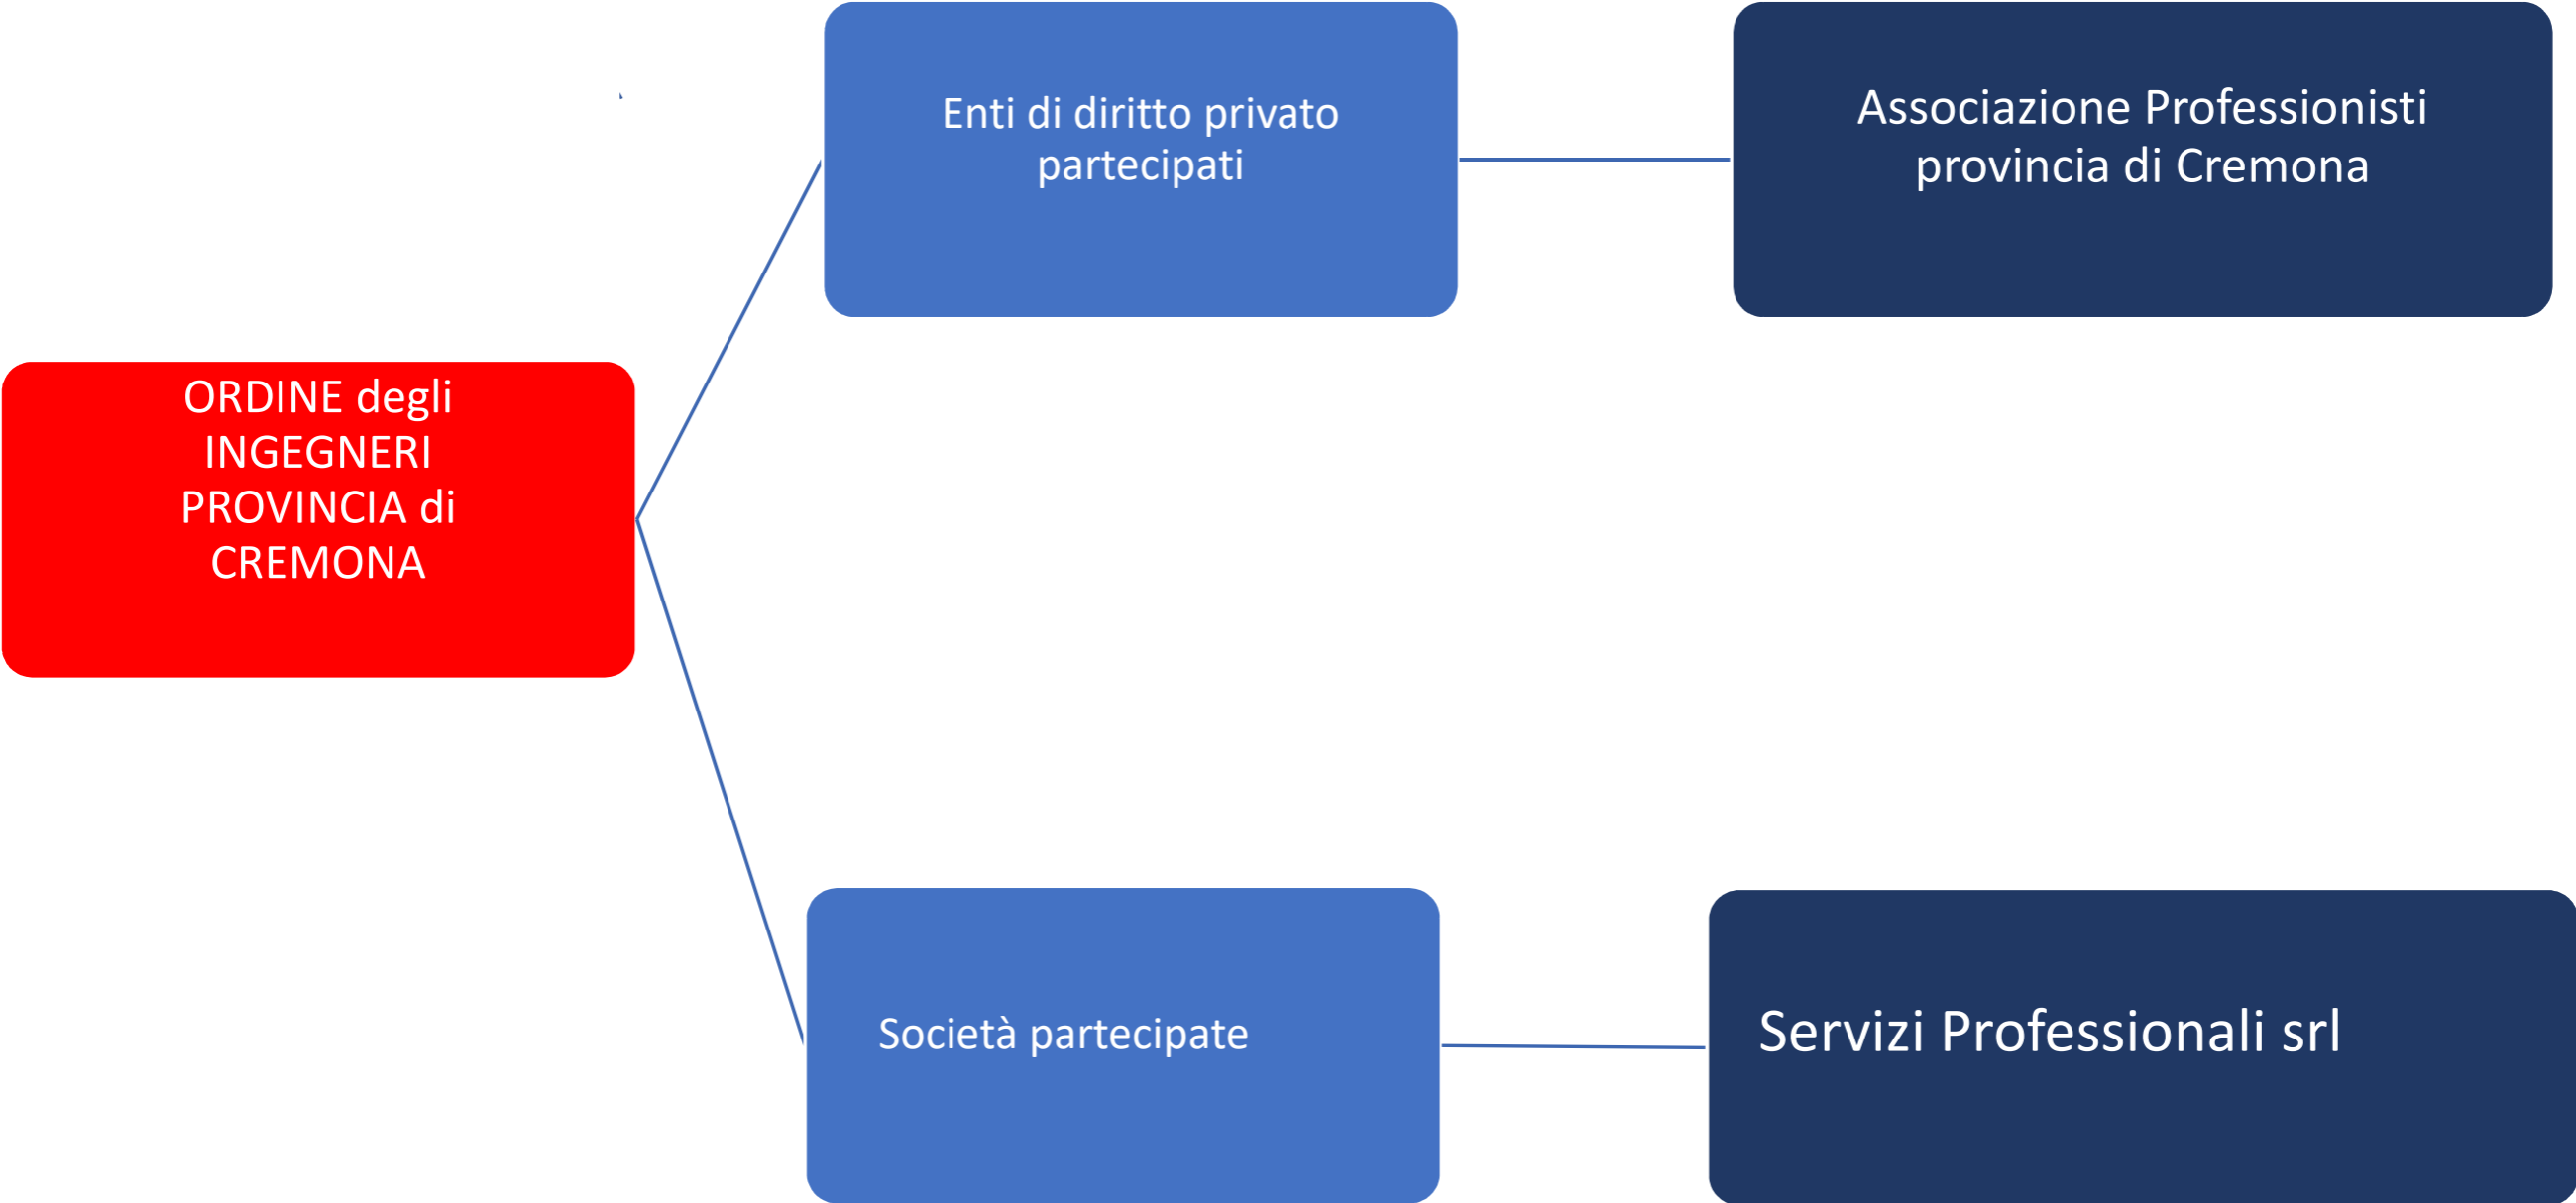 Enti di diritto privato
partecipati
Associazione Professionisti
provincia di Cremona
ORDINE degli
INGEGNERI
PROVINCIA di
CREMONA
Società partecipate
Servizi Professionali srl